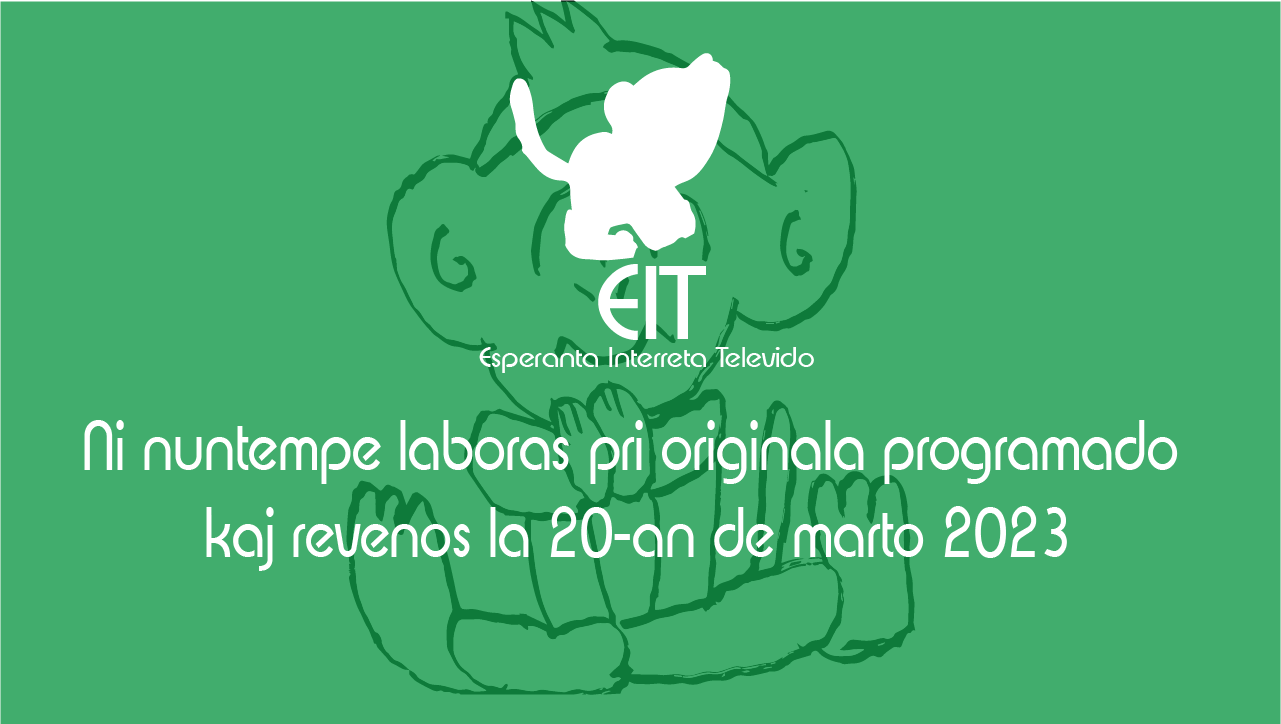 EIT
Esperanta Interreta Televido
Ni nuntempe laboras pri originala programado
kaj revenos la 20-an de marto 2023